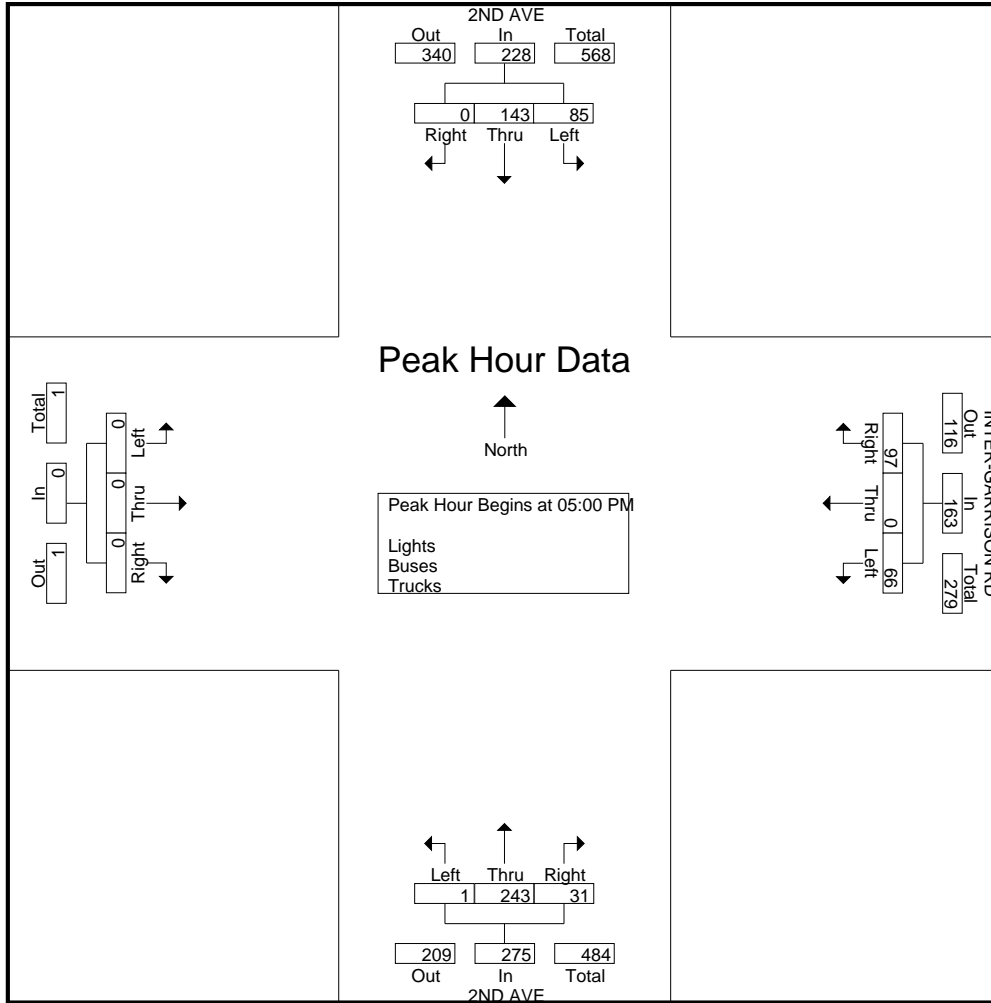 2ND AVE
Out In Total
340 228 568
0 143 85
Right Thru Left
Peak Hour Data
North
Peak Hour Begins at 05:00 PM
Lights
Buses
Trucks
Total In Out
1 0 1
0 0 0
Left Thru Right
INTER-GARRISON RD
Out In Total
116 163 279
97 0 66
Right Thru Left
Left Thru Right
1 243 31
209 275 484
Out In Total
2ND AVE